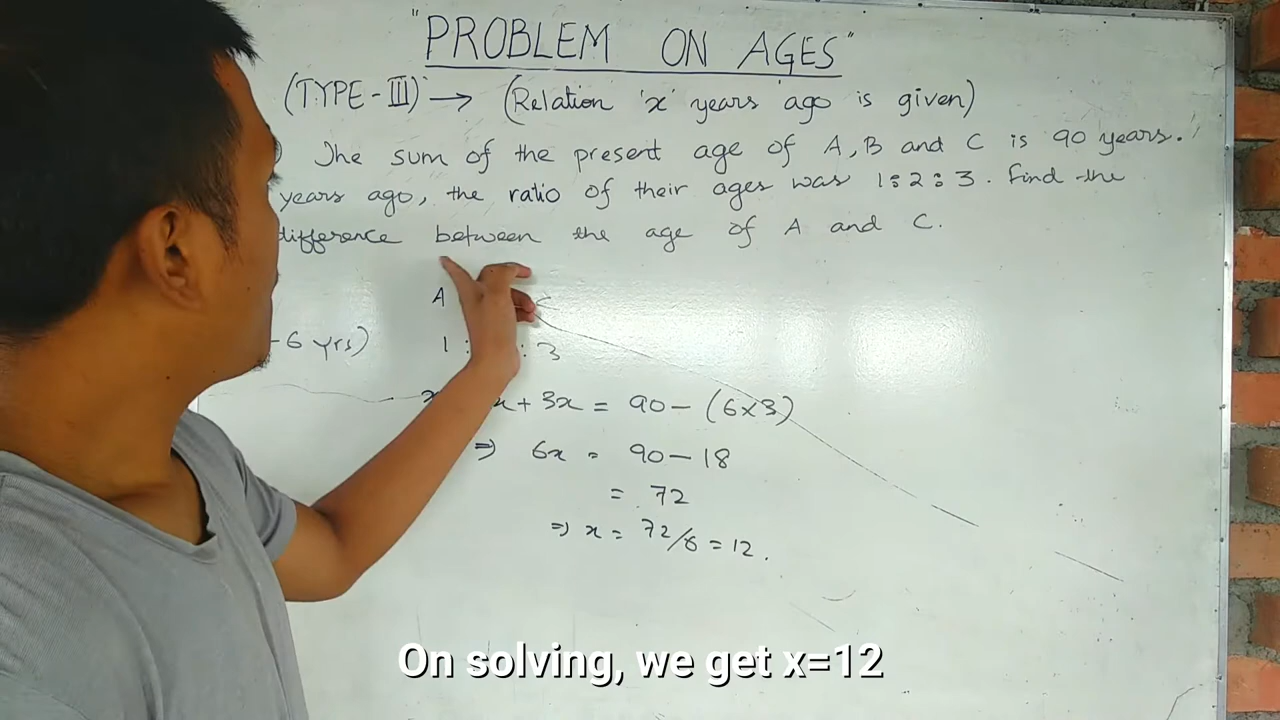 "PROBLEM ON AGES"
(TYPE-III) → (Relation 'x' years ago is given)
) The sum of the present age of A, B and C is 90 years.
years ago, the ratio of their ages was 1:2:3. Find the
difference between the age of A and C.
A C
-6 yrs) 1 : : 3
x + 3x = 90 - (6×3)
⇒ 6x = 90 - 18
= 72
⇒ x = 72/6 = 12.
On solving, we get x=12